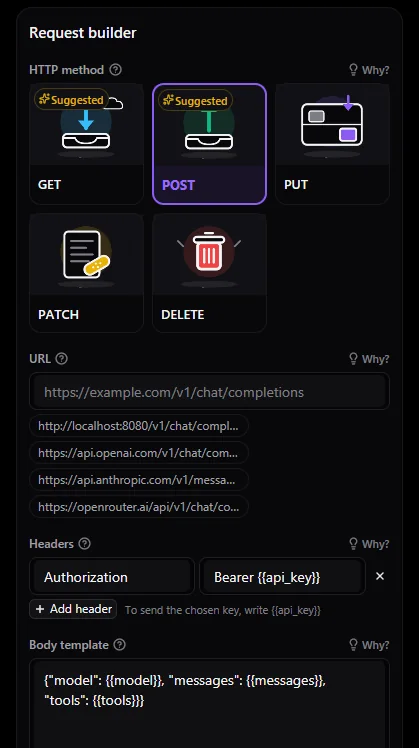 Request builder
HTTP method Why?
Suggested Suggested
GET POST PUT
PATCH DELETE
URL Why?
https://example.com/v1/chat/completions
http://localhost:8080/v1/chat/compl...
https://api.openai.com/v1/chat/com...
https://api.anthropic.com/v1/messa...
https://openrouter.ai/api/v1/chat/co...
Headers Why?
Authorization Bearer {{api_key}}
+ Add header To send the chosen key, write {{api_key}}
Body template Why?
{"model": {{model}}, "messages": {{messages}},
"tools": {{tools}}}